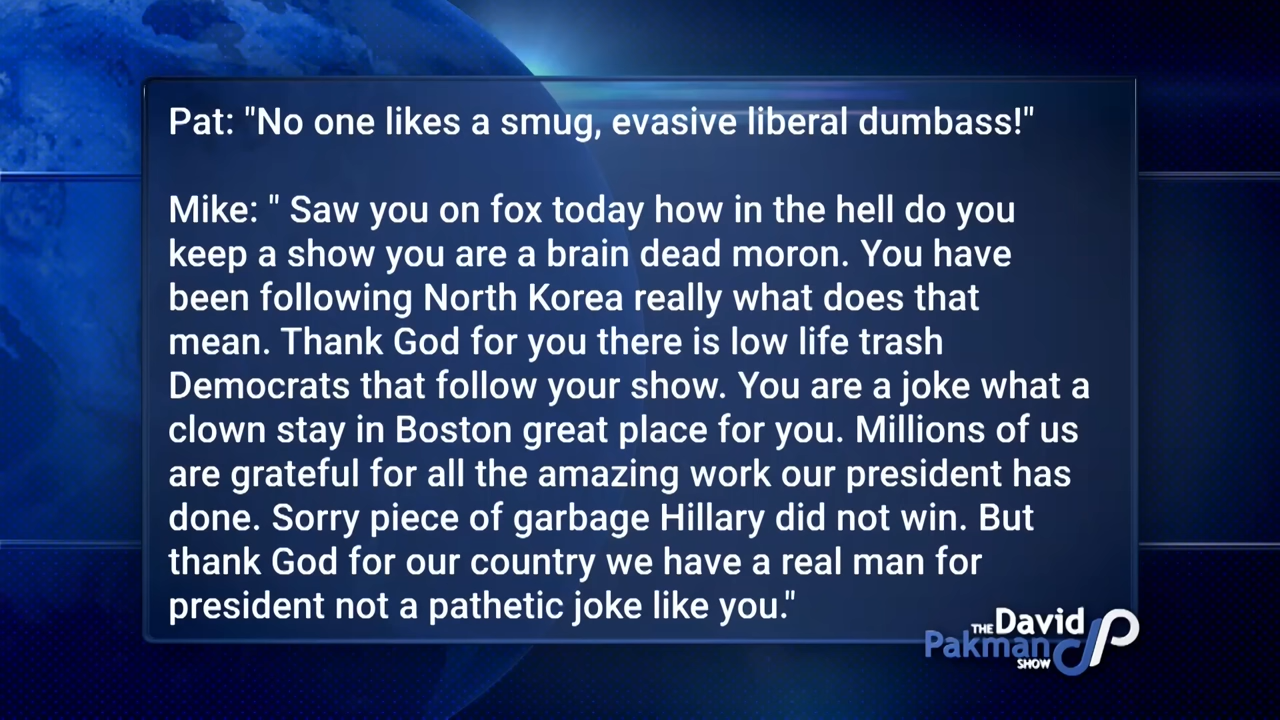 Pat: "No one likes a smug, evasive liberal dumbass!"
Mike: " Saw you on fox today how in the hell do you
keep a show you are a brain dead moron. You have
been following North Korea really what does that
mean. Thank God for you there is low life trash
Democrats that follow your show. You are a joke what a
clown stay in Boston great place for you. Millions of us
are grateful for all the amazing work our president has
done. Sorry piece of garbage Hillary did not win. But
thank God for our country we have a real man for
president not a pathetic joke like you."
THE David
Pakman
SHOW